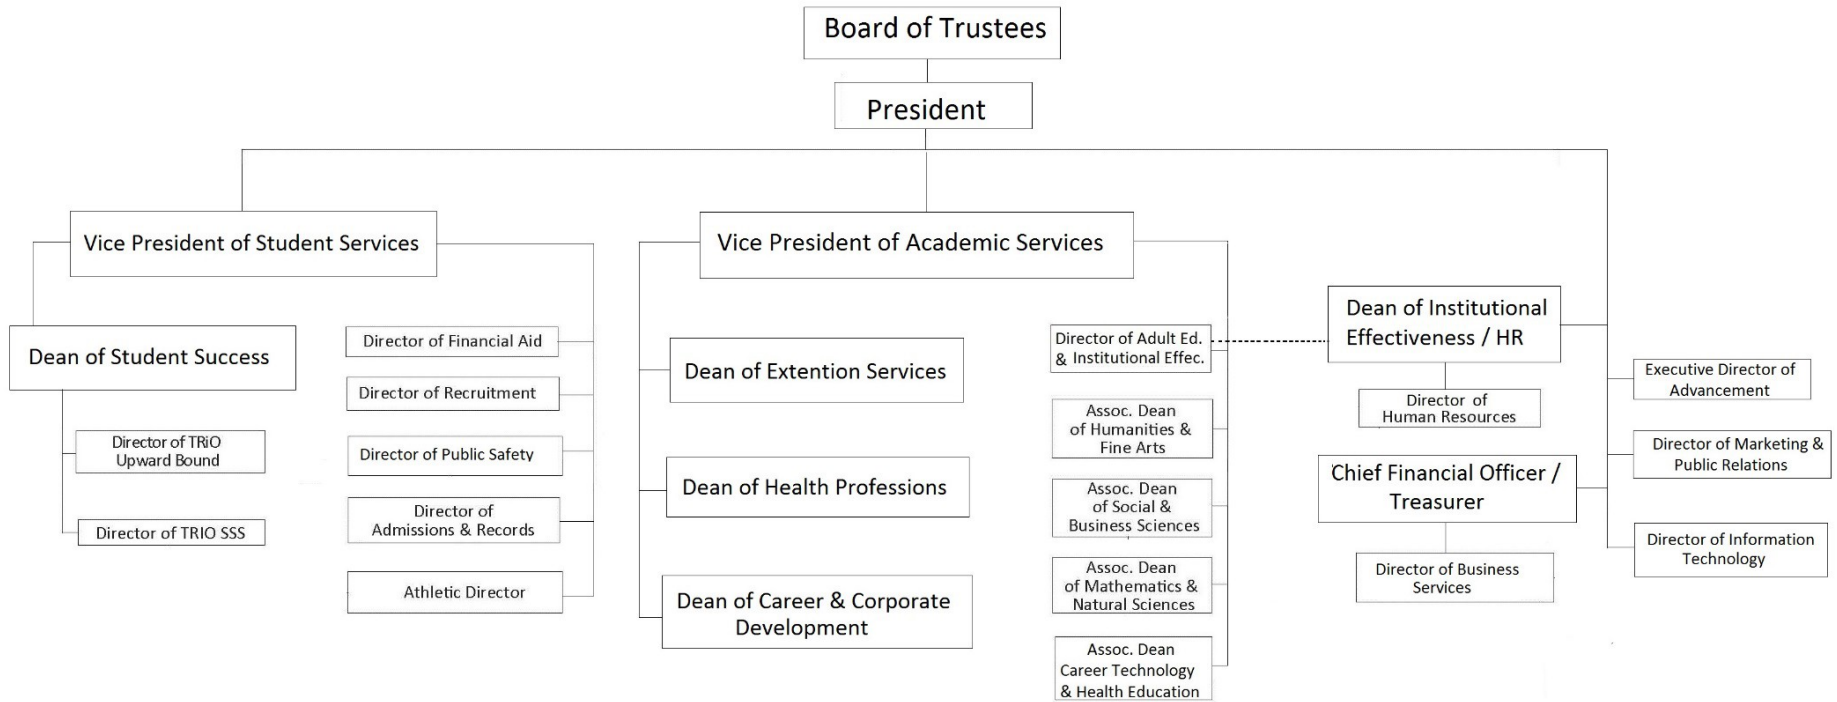 Board of Trustees
President
Vice President of Student Services
Vice President of Academic Services
Dean of Student Success
Director of TRiO
Upward Bound
Director of TRIO SSS
Director of Financial Aid
Director of Recruitment
Director of Public Safety
Director of
Admissions & Records
Athletic Director
Dean of Extention Services
Dean of Health Professions
Dean of Career & Corporate
Development
Director of Adult Ed.
& Institutional Effec.
Assoc. Dean
of Humanities &
Fine Arts
Assoc. Dean
of Social &
Business Sciences
Assoc. Dean
of Mathematics &
Natural Sciences
Assoc. Dean
Career Technology
& Health Education
Dean of Institutional
Effectiveness / HR
Director of
Human Resources
Chief Financial Officer /
Treasurer
Director of Business
Services
Executive Director of
Advancement
Director of Marketing &
Public Relations
Director of Information
Technology